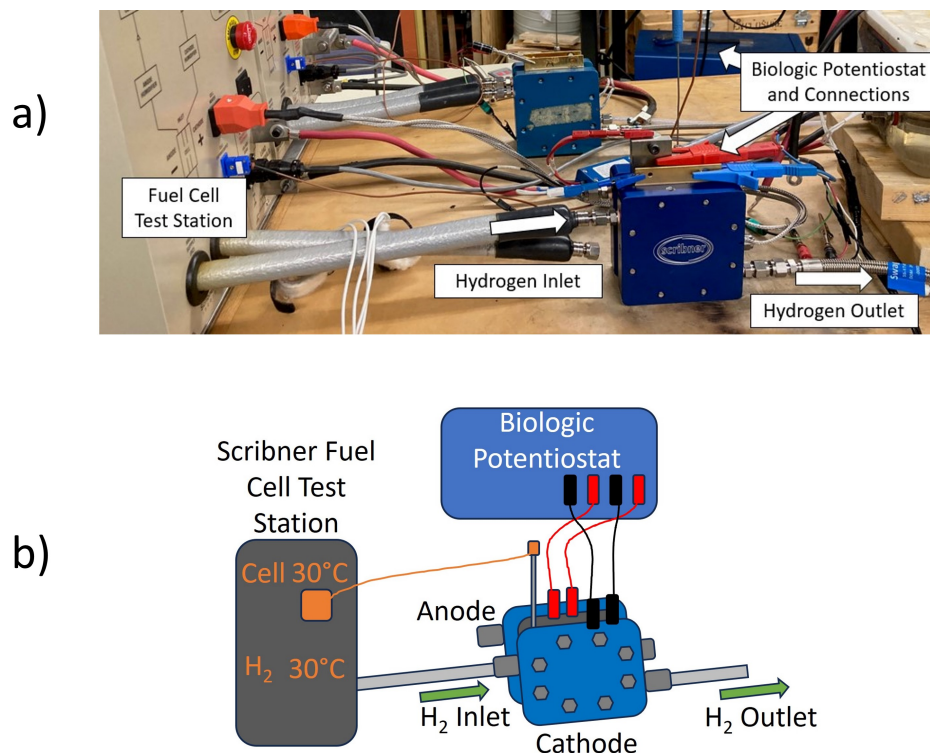 a)
Biologic Potentiostat
and Connections
Fuel Cell
Test Station
Hydrogen Inlet
scribner
Hydrogen Outlet
b)
Biologic
Potentiostat
Scribner Fuel
Cell Test
Station
Cell 30°C
Anode
H₂ 30°C
H₂ Inlet
H₂ Outlet
Cathode